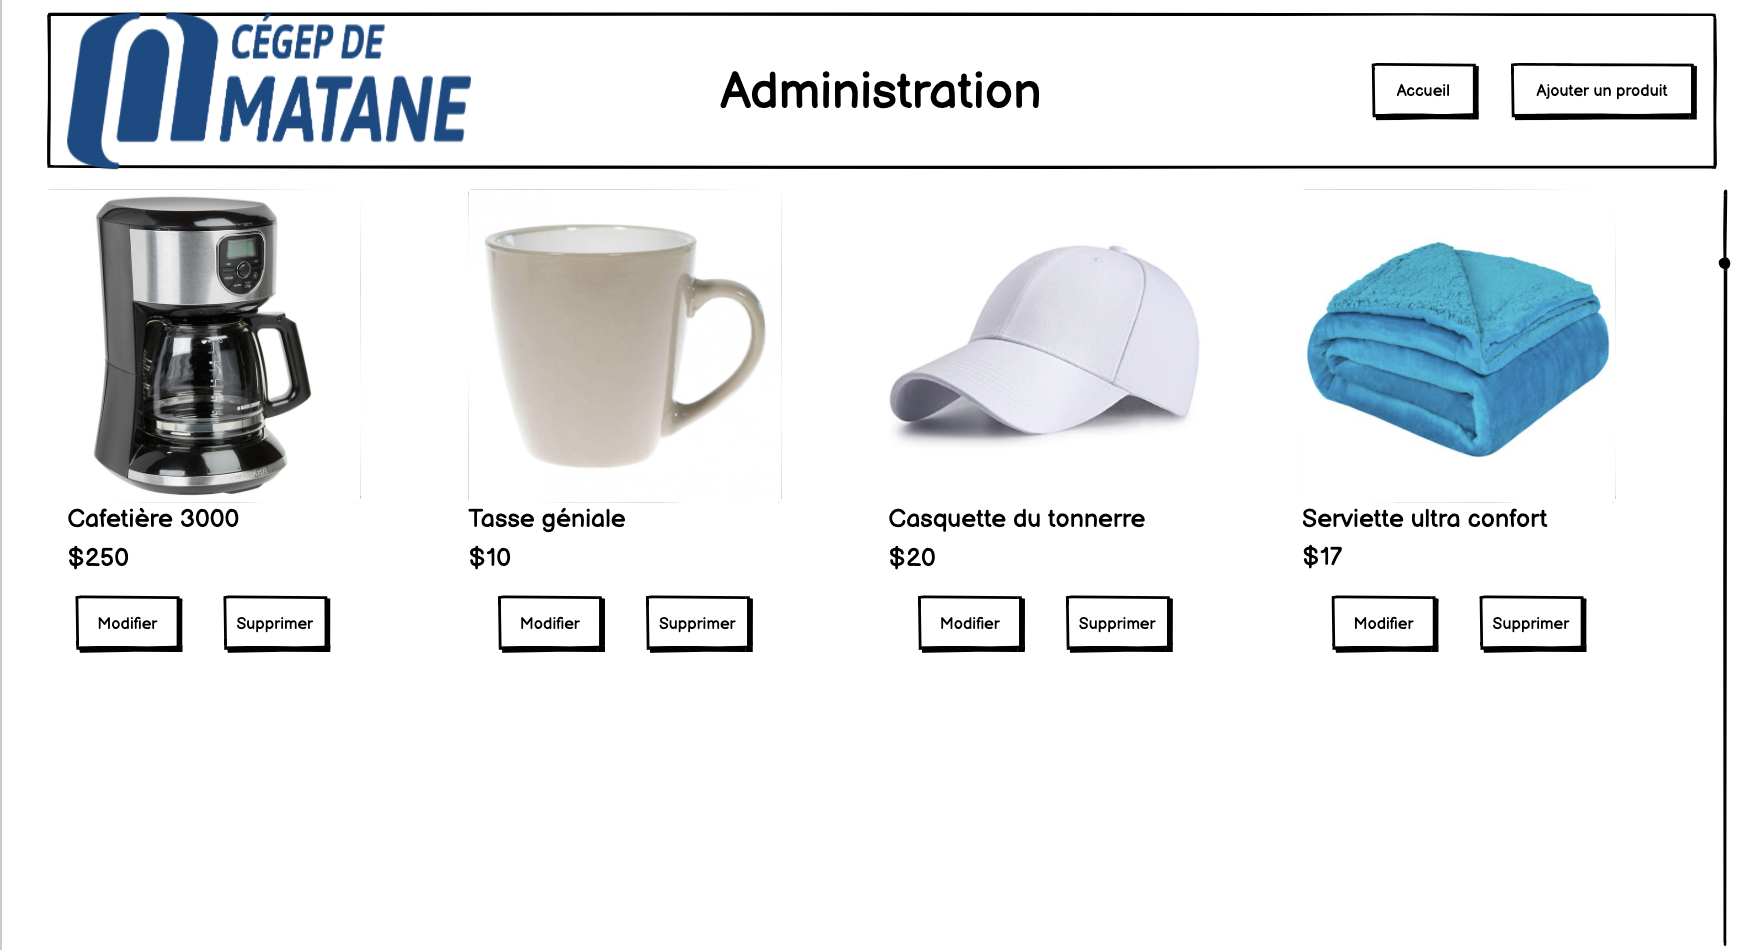 CÉGEP DE
MATANE
Administration
Accueil
Ajouter un produit
Cafetière 3000
$250
Modifier
Supprimer
Tasse géniale
$10
Modifier
Supprimer
Casquette du tonnerre
$20
Modifier
Supprimer
Serviette ultra confort
$17
Modifier
Supprimer